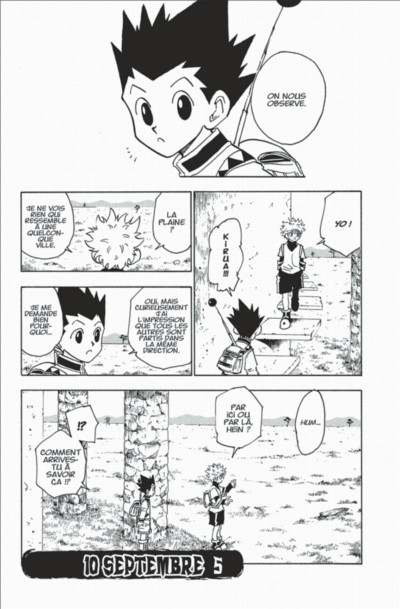 ON NOUS
OBSERVE.
YO !
KIRUA!!!
LA
PLAINE
?
JE NE VOIS
RIEN QUI
RESSEMBLE
À UNE
QUELCON-
QUE
VILLE.
OUI, MAIS
CURIEUSEMENT
J'AI
L'IMPRESSION
QUE TOUS LES
AUTRES SONT
PARTIS DANS
LA MÊME
DIRECTION.
JE ME
DEMANDE
BIEN
POUR-
QUOI...
HUM...
PAR
ICI OU
PAR LÀ,
HEIN ?
!?
COMMENT
ARRIVES-
TU À
SAVOIR
ÇA !?
10 SEPTEMBRE 5